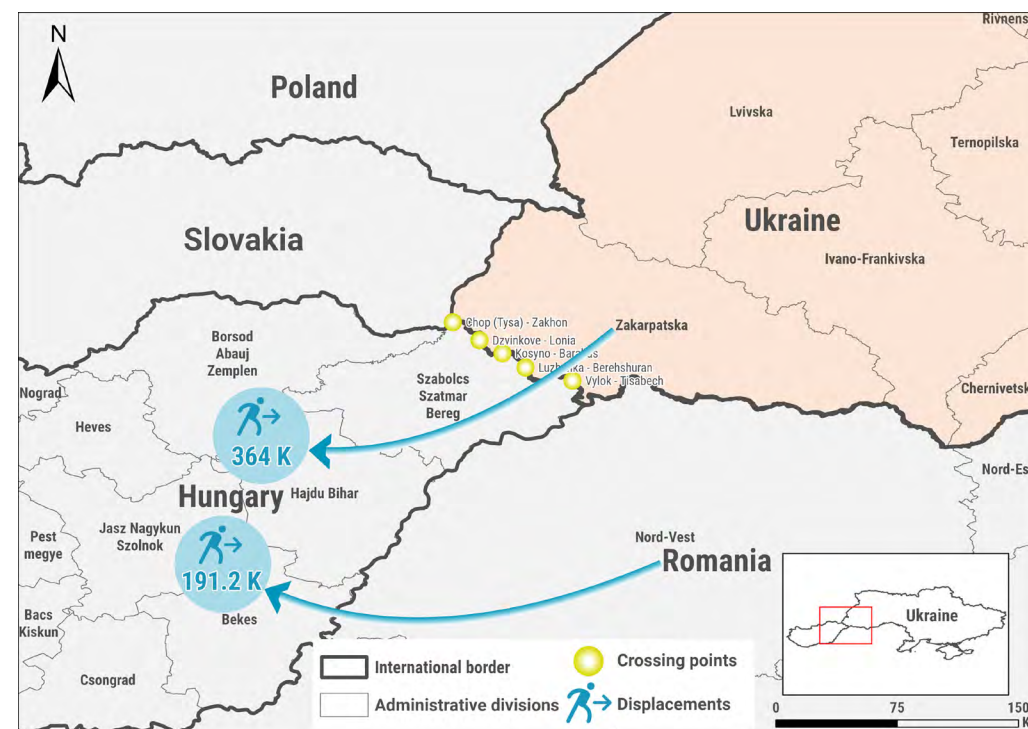 N
Rivnens
Poland
Lvivska
Ternopilska
Ukraine
Slovakia
Ivano-Frankivska
Chop (Tysa) - Zakhon
Zakarpatska
Dzvinkove - Lonia
Kosyno -
Borsod
Abauj
Zemplen
- Berehshuran
Vylok - Tisabech
Szabolcs
Szatmar
Bereg
Chernivetsk
Nograd
Heves
364 K
Nord-Es
Hungary
Hajdu Bihar
Jasz Nagykun
Szolnok
Pest
megye
Nord-Vest
Romania
191.2 K
Bacs
Kiskun
Bekes
Csongrad
Ukraine
International border
Crossing points
Administrative divisions
Displacements
0
75
150
K